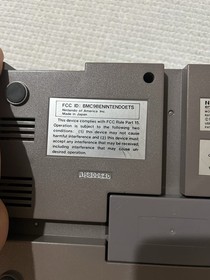 FCC ID: BMC9BENINTENDOETS
Nintendo of America Inc.
Made in Japan
This device complies with FCC Rule Part 15.
Operation is subject to the following two
conditions: (1) this device may not cause
harmful interference and (2) this device must
accept any interference that may be received,
including interference that may cause un-
desired operation.